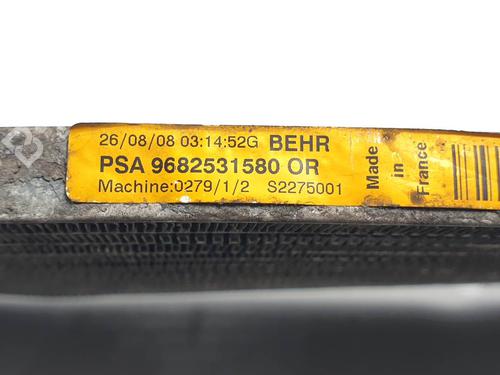 26/08/08 03:14:52G BEHR
PSA 9682531580 OR
Machine:0279/1/2 S2275001
Made
in
France